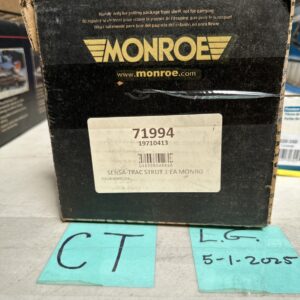 MONROE
www.monroe.com
71994
19710413
SENSA-TRAC STRUT 1 EA MONRO
CT
L.G.
5-1-2025